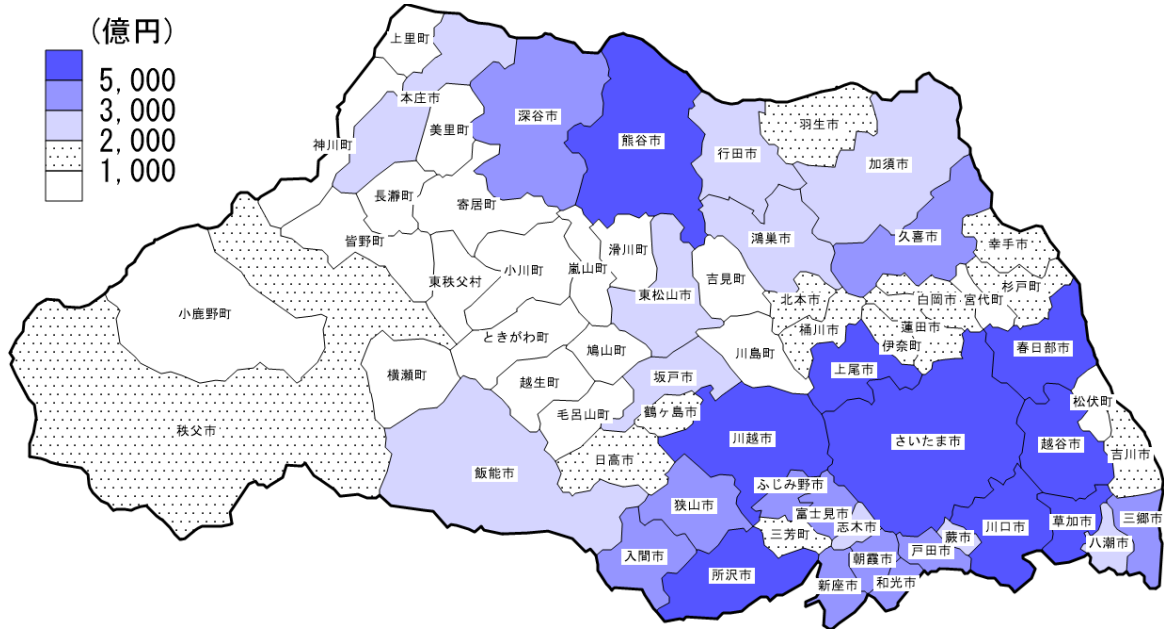 (億円)
5,000
3,000
2,000
1,000
上里町
本庄市
深谷市
熊谷市
羽生市
美里町
神川町
行田市
加須市
長瀞町
寄居町
皆野町
鴻巣市
久喜市
幸手市
滑川町
東秩父村
小川町
嵐山町
吉見町
東松山市
杉戸町
北本市
白岡市
宮代町
小鹿野町
桶川市
蓮田市
伊奈町
ときがわ町
鳩山町
川島町
春日部市
横瀬町
越生町
坂戸市
上尾市
毛呂山町
鶴ヶ島市
松伏町
秩父市
川越市
さいたま市
越谷市
吉川市
日高市
飯能市
ふじみ野市
狭山市
富士見市
志木市
三芳町
蕨市
川口市
草加市
三郷市
八潮市
入間市
所沢市
朝霞市
戸田市
新座市
和光市